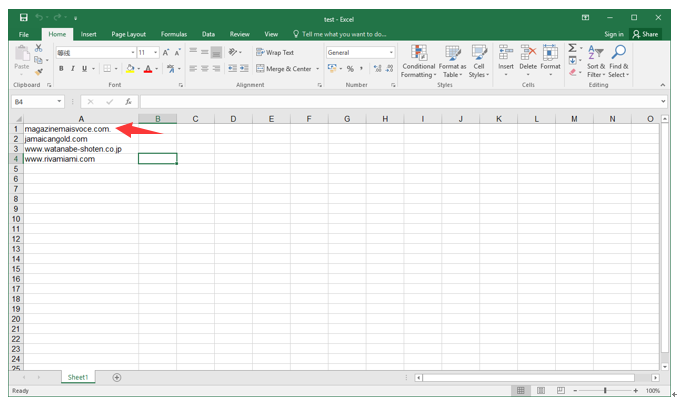 test - Excel
File Home Insert Page Layout Formulas Data Review View Tell me what you want to do... Sign in Share
Paste
等线 11 A A
B I U A
Wrap Text
Merge & Center
General
% ,
Conditional Formatting
Format as Table
Cell Styles
Insert Delete Format
Sort & Filter
Find & Select
Clipboard Font Alignment Number Styles Cells Editing
B4 fx
A B C D E F G H I J K L M N O
1 magazinemaisvoce.com.
2 jamaicangold.com
3 www.watanabe-shoten.co.jp
4 www.rivamiami.com
5
6
7
8
9
10
11
12
13
14
15
16
17
18
19
20
21
22
23
24
25
Sheet1
Ready 100%